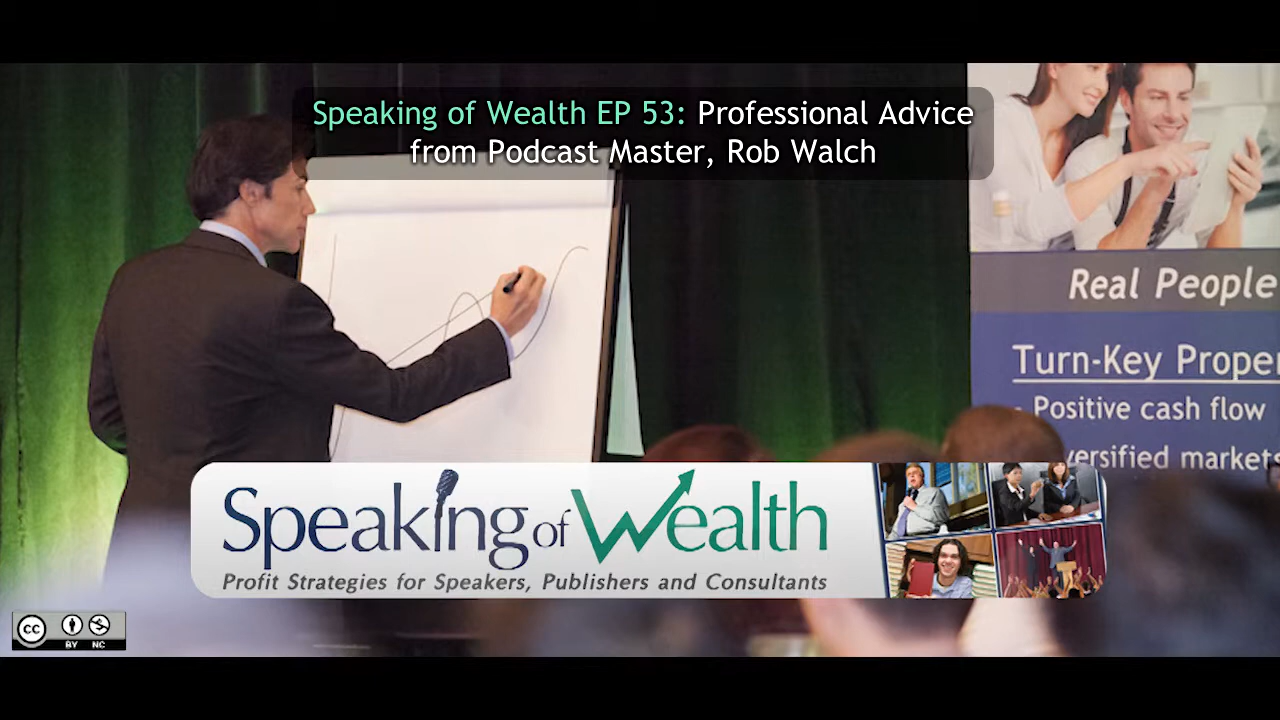 Speaking of Wealth EP 53: Professional Advice
from Podcast Master, Rob Walch
Real People
Turn-Key Proper
Positive cash flow
versified markets
Speaking of Wealth
Profit Strategies for Speakers, Publishers and Consultants
cc
BY NC